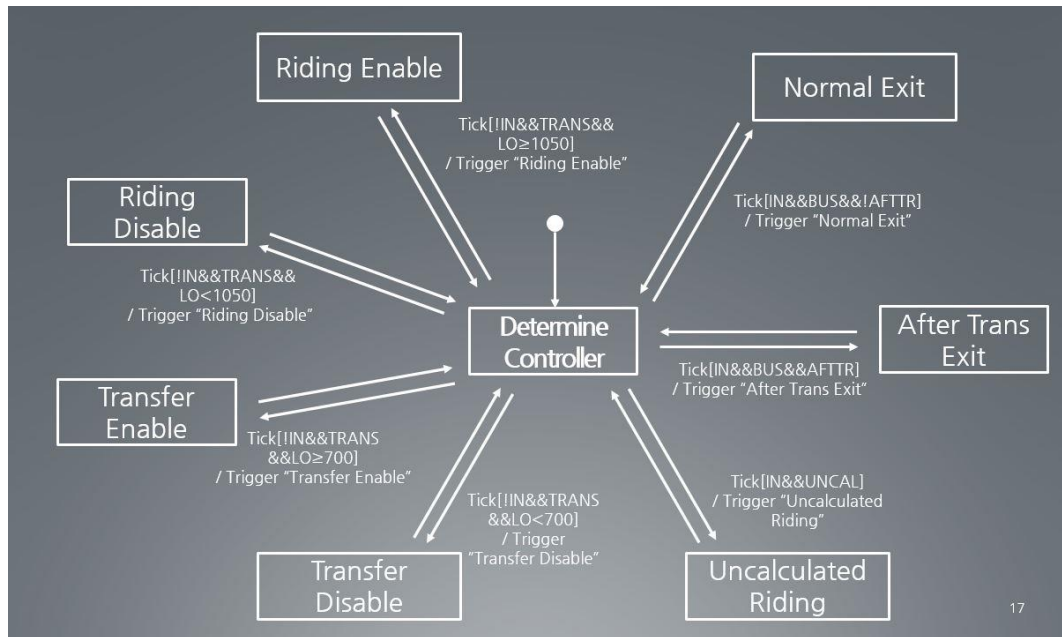 Riding Enable
Normal Exit
Tick[!IN&&TRANS&&
LO≥1050]
/ Trigger “Riding Enable”
Riding
Disable
Tick[IN&&BUS&&!AFTTR]
/ Trigger “Normal Exit”
Tick[!IN&&TRANS&&
LO<1050]
/ Trigger “Riding Disable”
Determine
Controller
After Trans
Exit
Tick[IN&&BUS&&AFTTR]
/ Trigger “After Trans Exit”
Transfer
Enable
Tick[!IN&&TRANS
&&LO≥700]
/ Trigger “Transfer Enable”
Tick[!IN&&TRANS
&&LO<700]
/ Trigger
“Transfer Disable”
Tick[IN&&UNCAL]
/ Trigger “Uncalculated
Riding”
Transfer
Disable
Uncalculated
Riding
17